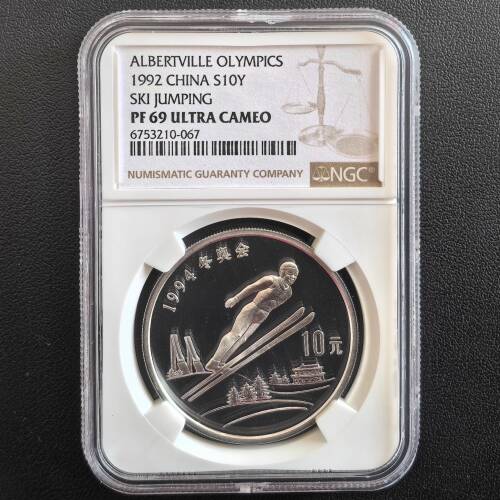 ALBERTVILLE OLYMPICS
1992 CHINA S10Y
SKI JUMPING
PF 69 ULTRA CAMEO
6753210-067
NUMISMATIC GUARANTY COMPANY
NGC
1994冬奥会
10元